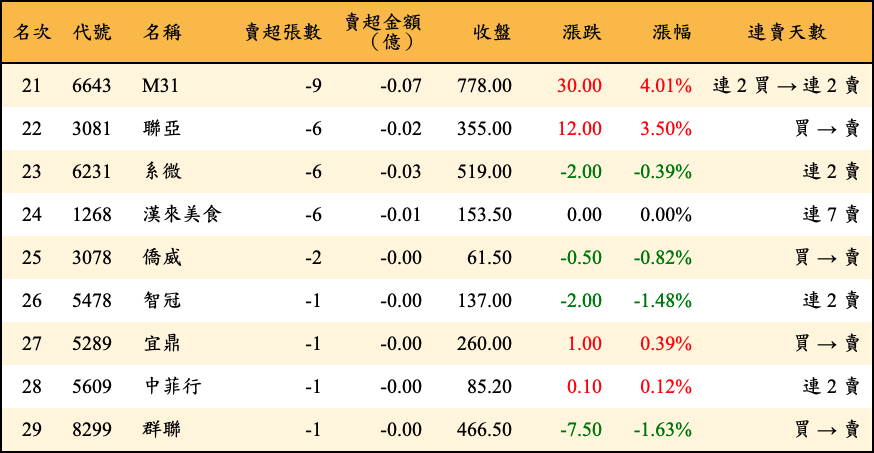 名次 代號 名稱 賣超張數 賣超金額（億） 收盤 漲跌 漲幅 連賣天數
21 6643 M31 -9 -0.07 778.00 30.00 4.01% 連 2 買 → 連 2 賣
22 3081 聯亞 -6 -0.02 355.00 12.00 3.50% 買 → 賣
23 6231 系微 -6 -0.03 519.00 -2.00 -0.39% 連 2 賣
24 1268 漢來美食 -6 -0.01 153.50 0.00 0.00% 連 7 賣
25 3078 僑威 -2 -0.00 61.50 -0.50 -0.82% 買 → 賣
26 5478 智冠 -1 -0.00 137.00 -2.00 -1.48% 連 2 賣
27 5289 宜鼎 -1 -0.00 260.00 1.00 0.39% 買 → 賣
28 5609 中菲行 -1 -0.00 85.20 0.10 0.12% 連 2 賣
29 8299 群聯 -1 -0.00 466.50 -7.50 -1.63% 買 → 賣